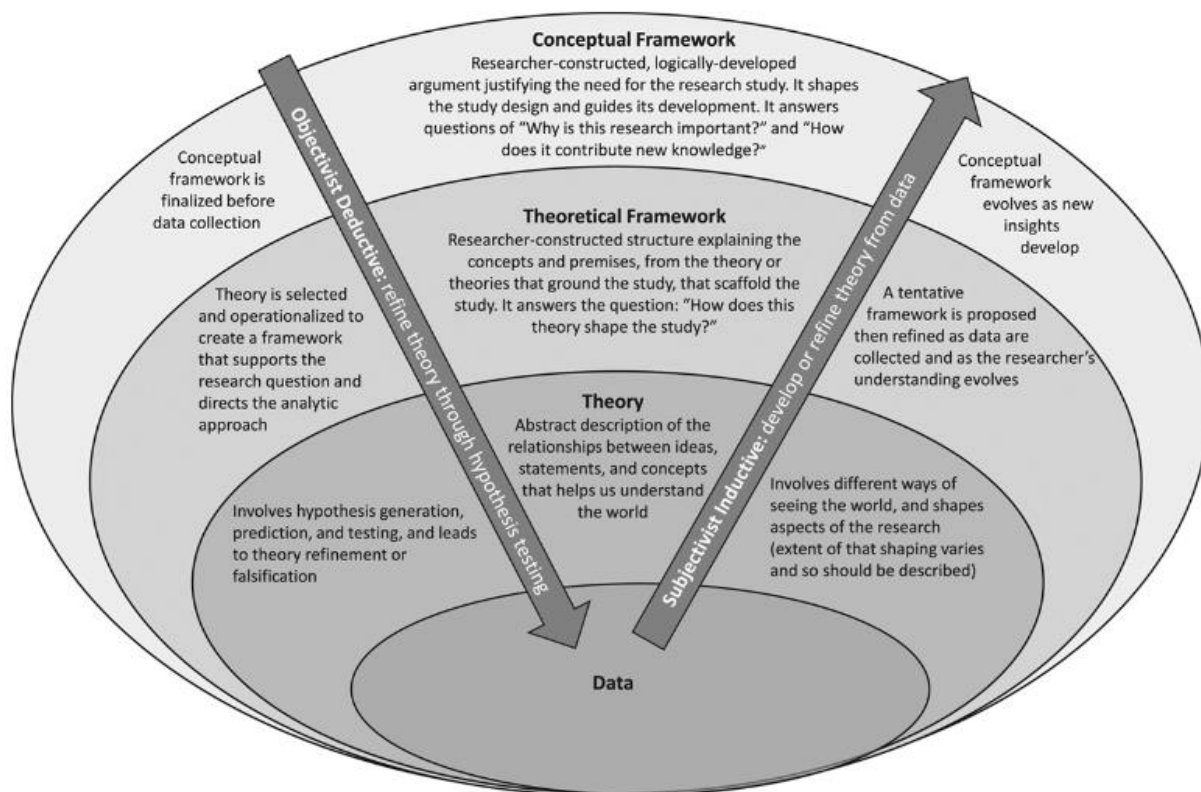 Conceptual Framework
Researcher-constructed, logically-developed
argument justifying the need for the research study. It shapes
the study design and guides its development. It answers
questions of “Why is this research important?” and “How
does it contribute new knowledge?”
Conceptual
framework is
finalized before
data collection
Objectivist Deductive: refine theory through hypothesis testing
Conceptual
framework
evolves as new
insights
develop
Theoretical Framework
Researcher-constructed structure explaining the
concepts and premises, from the theory or
theories that ground the study, that scaffold the
study. It answers the question: “How does this
theory shape the study?”
Theory is selected
and operationalized to
create a framework
that supports the
research question and
directs the analytic
approach
Subjectivist Inductive: develop or refine theory from data
A tentative
framework is proposed
then refined as data are
collected and as the researcher’s
understanding evolves
Theory
Abstract description of the
relationships between ideas,
statements, and concepts
that helps us understand
the world
Involves hypothesis generation,
prediction, and testing, and leads
to theory refinement or
falsification
Involves different ways of
seeing the world, and shapes
aspects of the research
(extent of that shaping varies
and so should be described)
Data